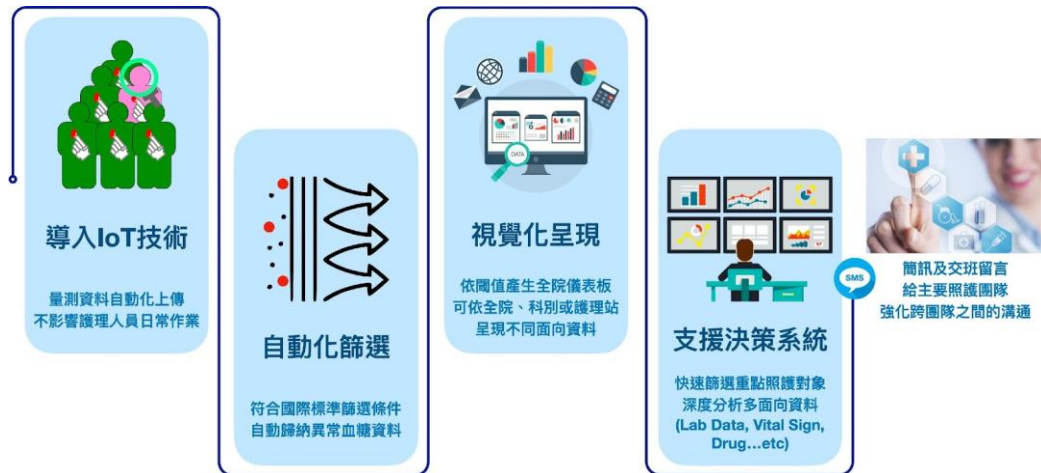 導入IoT技術
量測資料自動化上傳
不影響護理人員日常作業
自動化篩選
符合國際標準篩選條件
自動歸納異常血糖資料
DATA
視覺化呈現
依閾值產生全院儀表板
可依全院、科別或護理站
呈現不同面向資料
支援決策系統
快速篩選重點照護對象
深度分析多面向資料
(Lab Data, Vital Sign,
Drug...etc)
SMS
簡訊及交班留言
給主要照護團隊
強化跨團隊之間的溝通